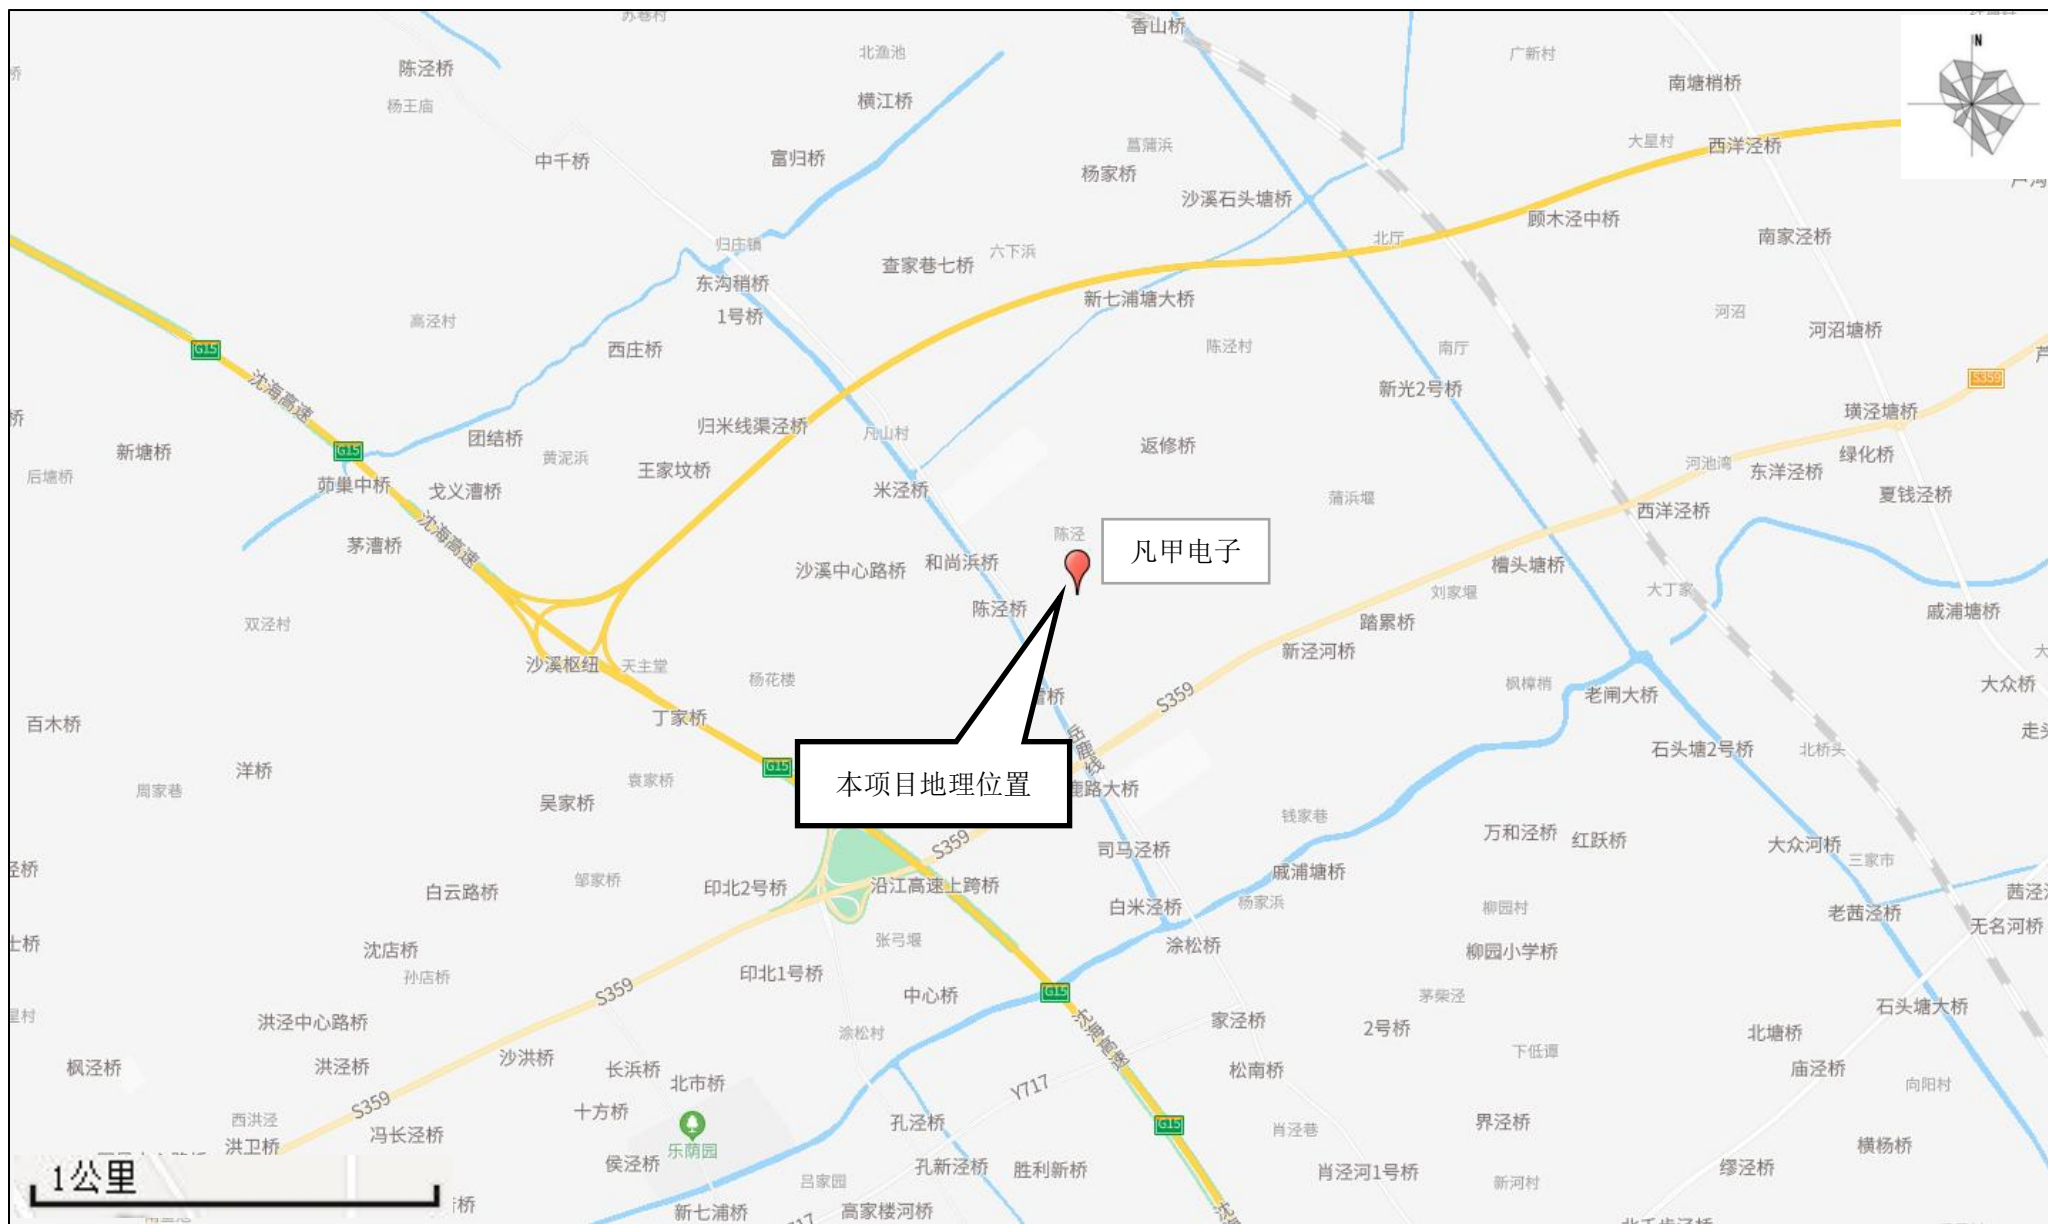 苏巷村
香山桥
北渔池
广新村
陈泾桥
南塘梢桥
N
杨王庙
横江桥
中千桥
富归桥
菖蒲浜
杨家桥
大星村
西洋泾桥
沙溪石头塘桥
顾木泾中桥
归庄镇
六下浜
北厅
南家泾桥
查家巷七桥
东沟稍桥
新七浦塘大桥
1号桥
高泾村
河沼
河沼塘桥
G15
西庄桥
陈泾村
南厅
沈海高速
新光2号桥
S359
归米线渠泾桥
凡山村
璜泾塘桥
团结桥
新塘桥
G15
返修桥
绿化桥
黄泥浜
王家坟桥
河池湾
东洋泾桥
后塘桥
茆巢中桥
戈义漕桥
米泾桥
蒲浜堰
夏钱泾桥
西洋泾桥
沈海高速
陈泾
茅漕桥
凡甲电子
沙溪中心路桥
和尚浜桥
槽头塘桥
刘家堰
大丁家
陈泾桥
戚浦塘桥
双泾村
踏累桥
沙溪枢纽
天主堂
新泾河桥
杨花楼
枫樟梢
大众桥
老闸大桥
S359
百木桥
丁家桥
岳鹿线
石头塘2号桥
北桥头
洋桥
G15
袁家桥
本项目地理位置
周家巷
吴家桥
鹿路大桥
钱家巷
万和泾桥
红跃桥
大众河桥
S359
司马泾桥
三家市
戚浦塘桥
白云路桥
邹家桥
印北2号桥
沿江高速上跨桥
白米泾桥
杨家浜
柳园村
老茜泾桥
无名河桥
沈店桥
张弓堰
涂松桥
柳园小学桥
孙店桥
印北1号桥
S359
中心桥
G15
茅柴泾
石头塘大桥
洪泾中心路桥
涂松村
沈海高速
家泾桥
2号桥
北塘桥
沙洪桥
下低谭
枫泾桥
洪泾桥
长浜桥
北市桥
松南桥
庙泾桥
Y717
向阳村
S359
西洪泾
十方桥
孔泾桥
G15
肖泾巷
界泾桥
冯长泾桥
洪卫桥
乐荫园
横杨桥
侯泾桥
孔新泾桥
胜利新桥
肖泾河1号桥
缪泾桥
1公里
吕家园
新河村
新七浦桥
高家楼河桥